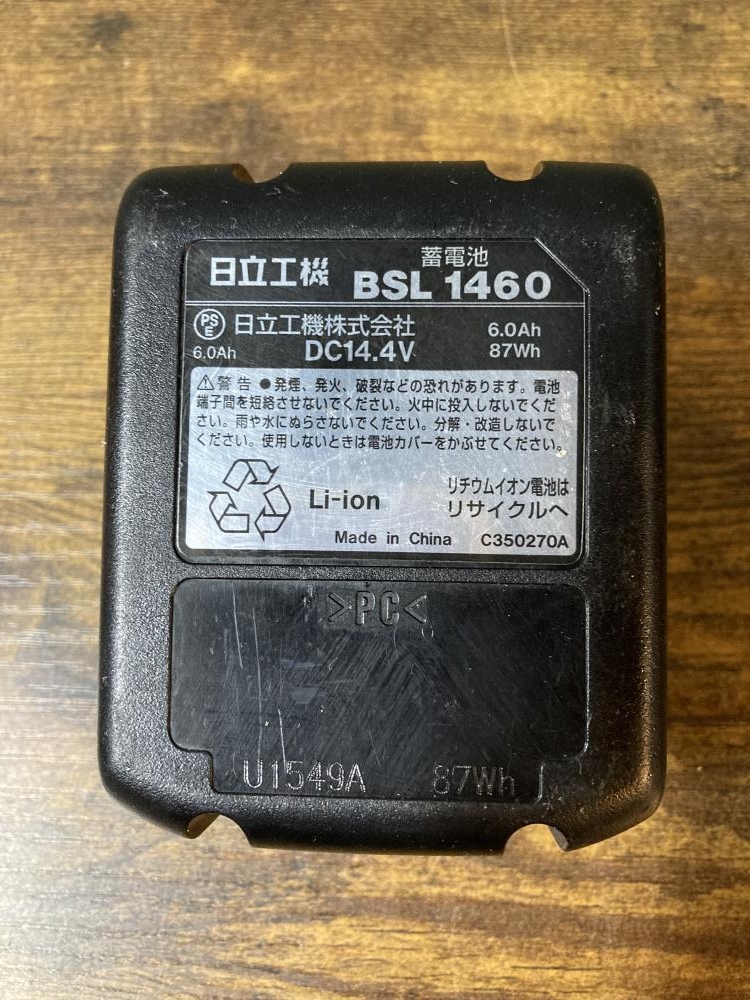 蓄電池
日立工機 BSL 1460
PSE 日立工機株式会社 6.0Ah
6.0Ah DC14.4V 87Wh
⚠警告 ●発煙、発火、破裂などの恐れがあります。電池
端子間を短絡させないでください。火中に投入しないでくだ
さい。雨や水にぬらさないでください。分解・改造しないで
ください。使用しないときは電池カバーをかぶせてください。
Li-ion
リチウムイオン電池は
リサイクルへ
Made in China C350270A
>PC<
U1549A 87Wh